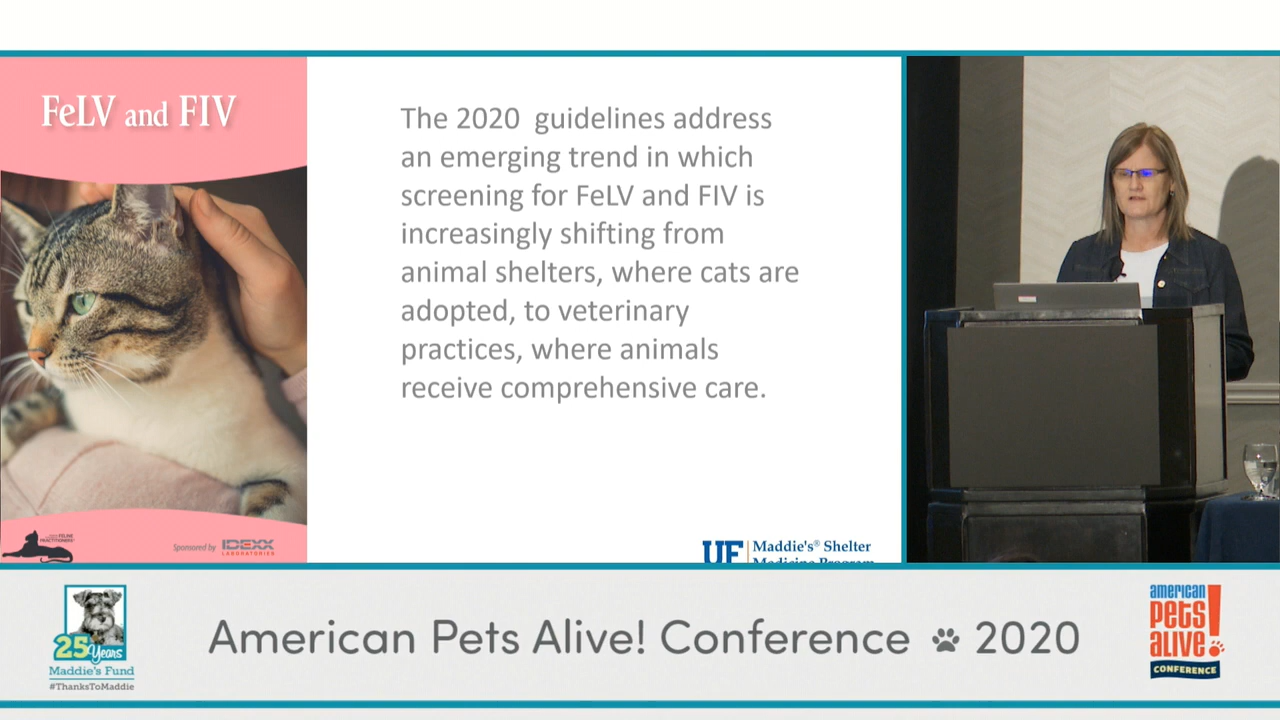 FeLV and FIV
The 2020 guidelines address
an emerging trend in which
screening for FeLV and FIV is
increasingly shifting from
animal shelters, where cats are
adopted, to veterinary
practices, where animals
receive comprehensive care.
FELINE
PRACTITIONERS
Sponsored by IDEXX
LABORATORIES
UF Maddie's® Shelter
Medicine Program
25 Years
Maddie's Fund
#ThanksToMaddie
American Pets Alive! Conference 2020
american
pets
alive!
CONFERENCE